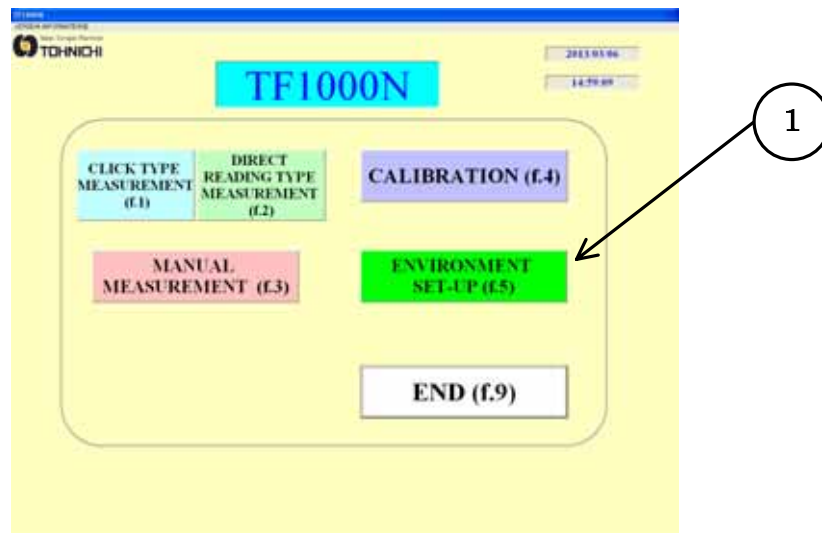 TF1000N
TOHNICHI
2013/03/06
TF1000N
14:59:09
1
CLICK TYPE
MEASUREMENT
(f.1)
DIRECT
READING TYPE
MEASUREMENT
(f.2)
CALIBRATION (f.4)
MANUAL
MEASUREMENT (f.3)
ENVIRONMENT
SET-UP (f.5)
END (f.9)